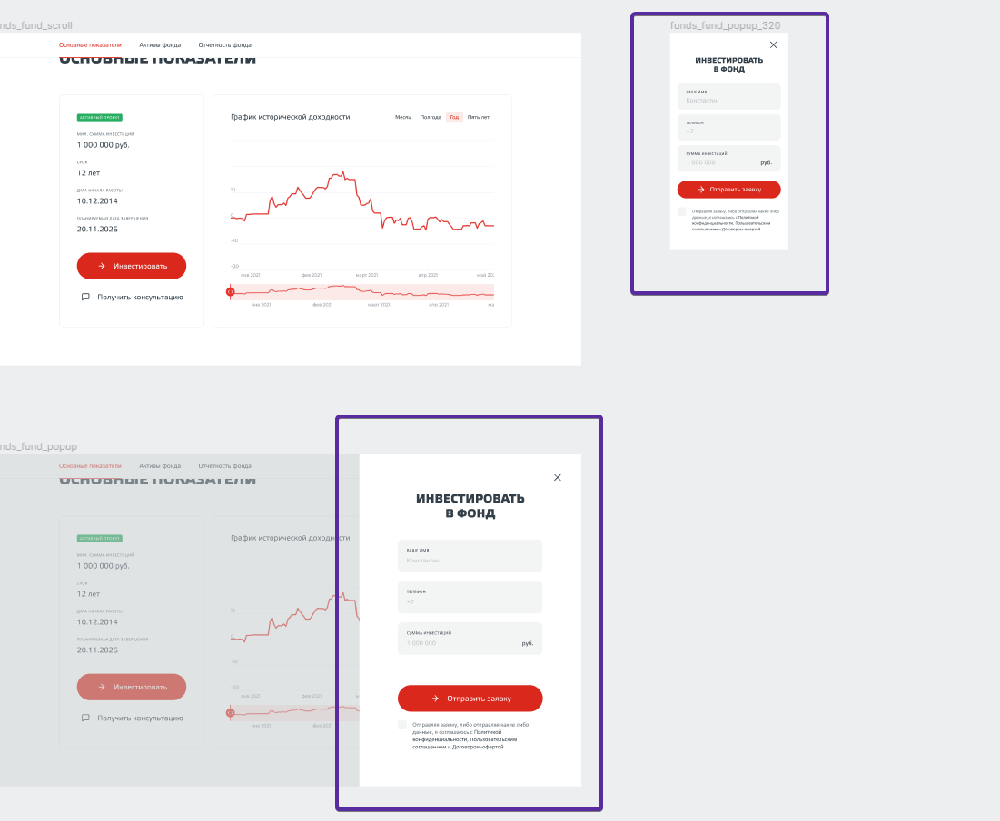 nds_fund_scroll
Основные показатели Активы фонда Отчетность фонда
ОСНОВНЫЕ ПОКАЗАТЕЛИ
АКТИВНЫЙ ПРОЕКТ
МИН. СУММА ИНВЕСТИЦИЙ
1 000 000 руб.
СРОК
12 лет
ДАТА НАЧАЛА РАБОТЫ
10.12.2014
ПЛАНИРУЕМАЯ ДАТА ЗАВЕРШЕНИЯ
20.11.2026
Инвестировать
Получить консультацию
График исторической доходности
Месяц Полгода Год Пять лет
10
0
-10
-20
янв 2021 фев 2021 март 2021 апр 2021 май 202
янв 2021 фев 2021 март 2021 апр 2021 ма
funds_fund_popup_320
ИНВЕСТИРОВАТЬ
В ФОНД
ВАШЕ ИМЯ
Константин
ТЕЛЕФОН
+7
СУММА ИНВЕСТИЦИЙ
1 000 000 руб.
Отправить заявку
Отправляя заявку, либо отправляя какие либо
данные, я соглашаюсь с Политикой
конфиденциальности, Пользовательским
соглашением и Договором-офертой
nds_fund_popup
Основные показатели Активы фонда Отчетность фонда
ОСНОВНЫЕ ПОКАЗАТЕЛИ
АКТИВНЫЙ ПРОЕКТ
МИН. СУММА ИНВЕСТИЦИЙ
1 000 000 руб.
СРОК
12 лет
ДАТА НАЧАЛА РАБОТЫ
10.12.2014
ПЛАНИРУЕМАЯ ДАТА ЗАВЕРШЕНИЯ
20.11.2026
Инвестировать
Получить консультацию
График исторической доходности
10
0
-10
-20
янв 2021 фев 2021
янв 2021 фев 2021
ИНВЕСТИРОВАТЬ
В ФОНД
ВАШЕ ИМЯ
Константин
ТЕЛЕФОН
+7
СУММА ИНВЕСТИЦИЙ
1 000 000 руб.
Отправить заявку
Отправляя заявку, либо отправляя какие либо
данные, я соглашаюсь с Политикой
конфиденциальности, Пользовательским
соглашением и Договором-офертой